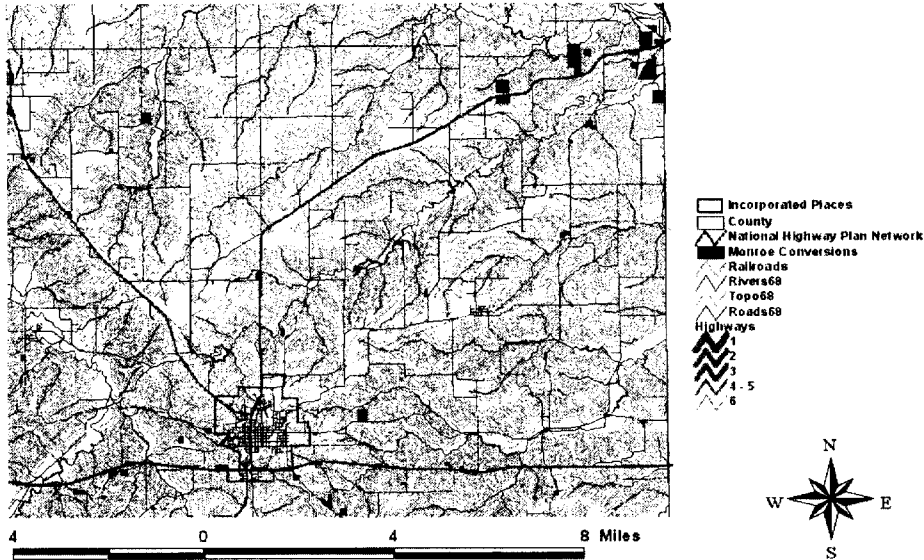 Incorporated Places
County
National Highway Plan Network
Monroe Conversions
Railroads
Rivers68
Topo68
Roads68
Highways
1
2
3
4 - 5
6
N
W E
S
4 0 4 8 Miles